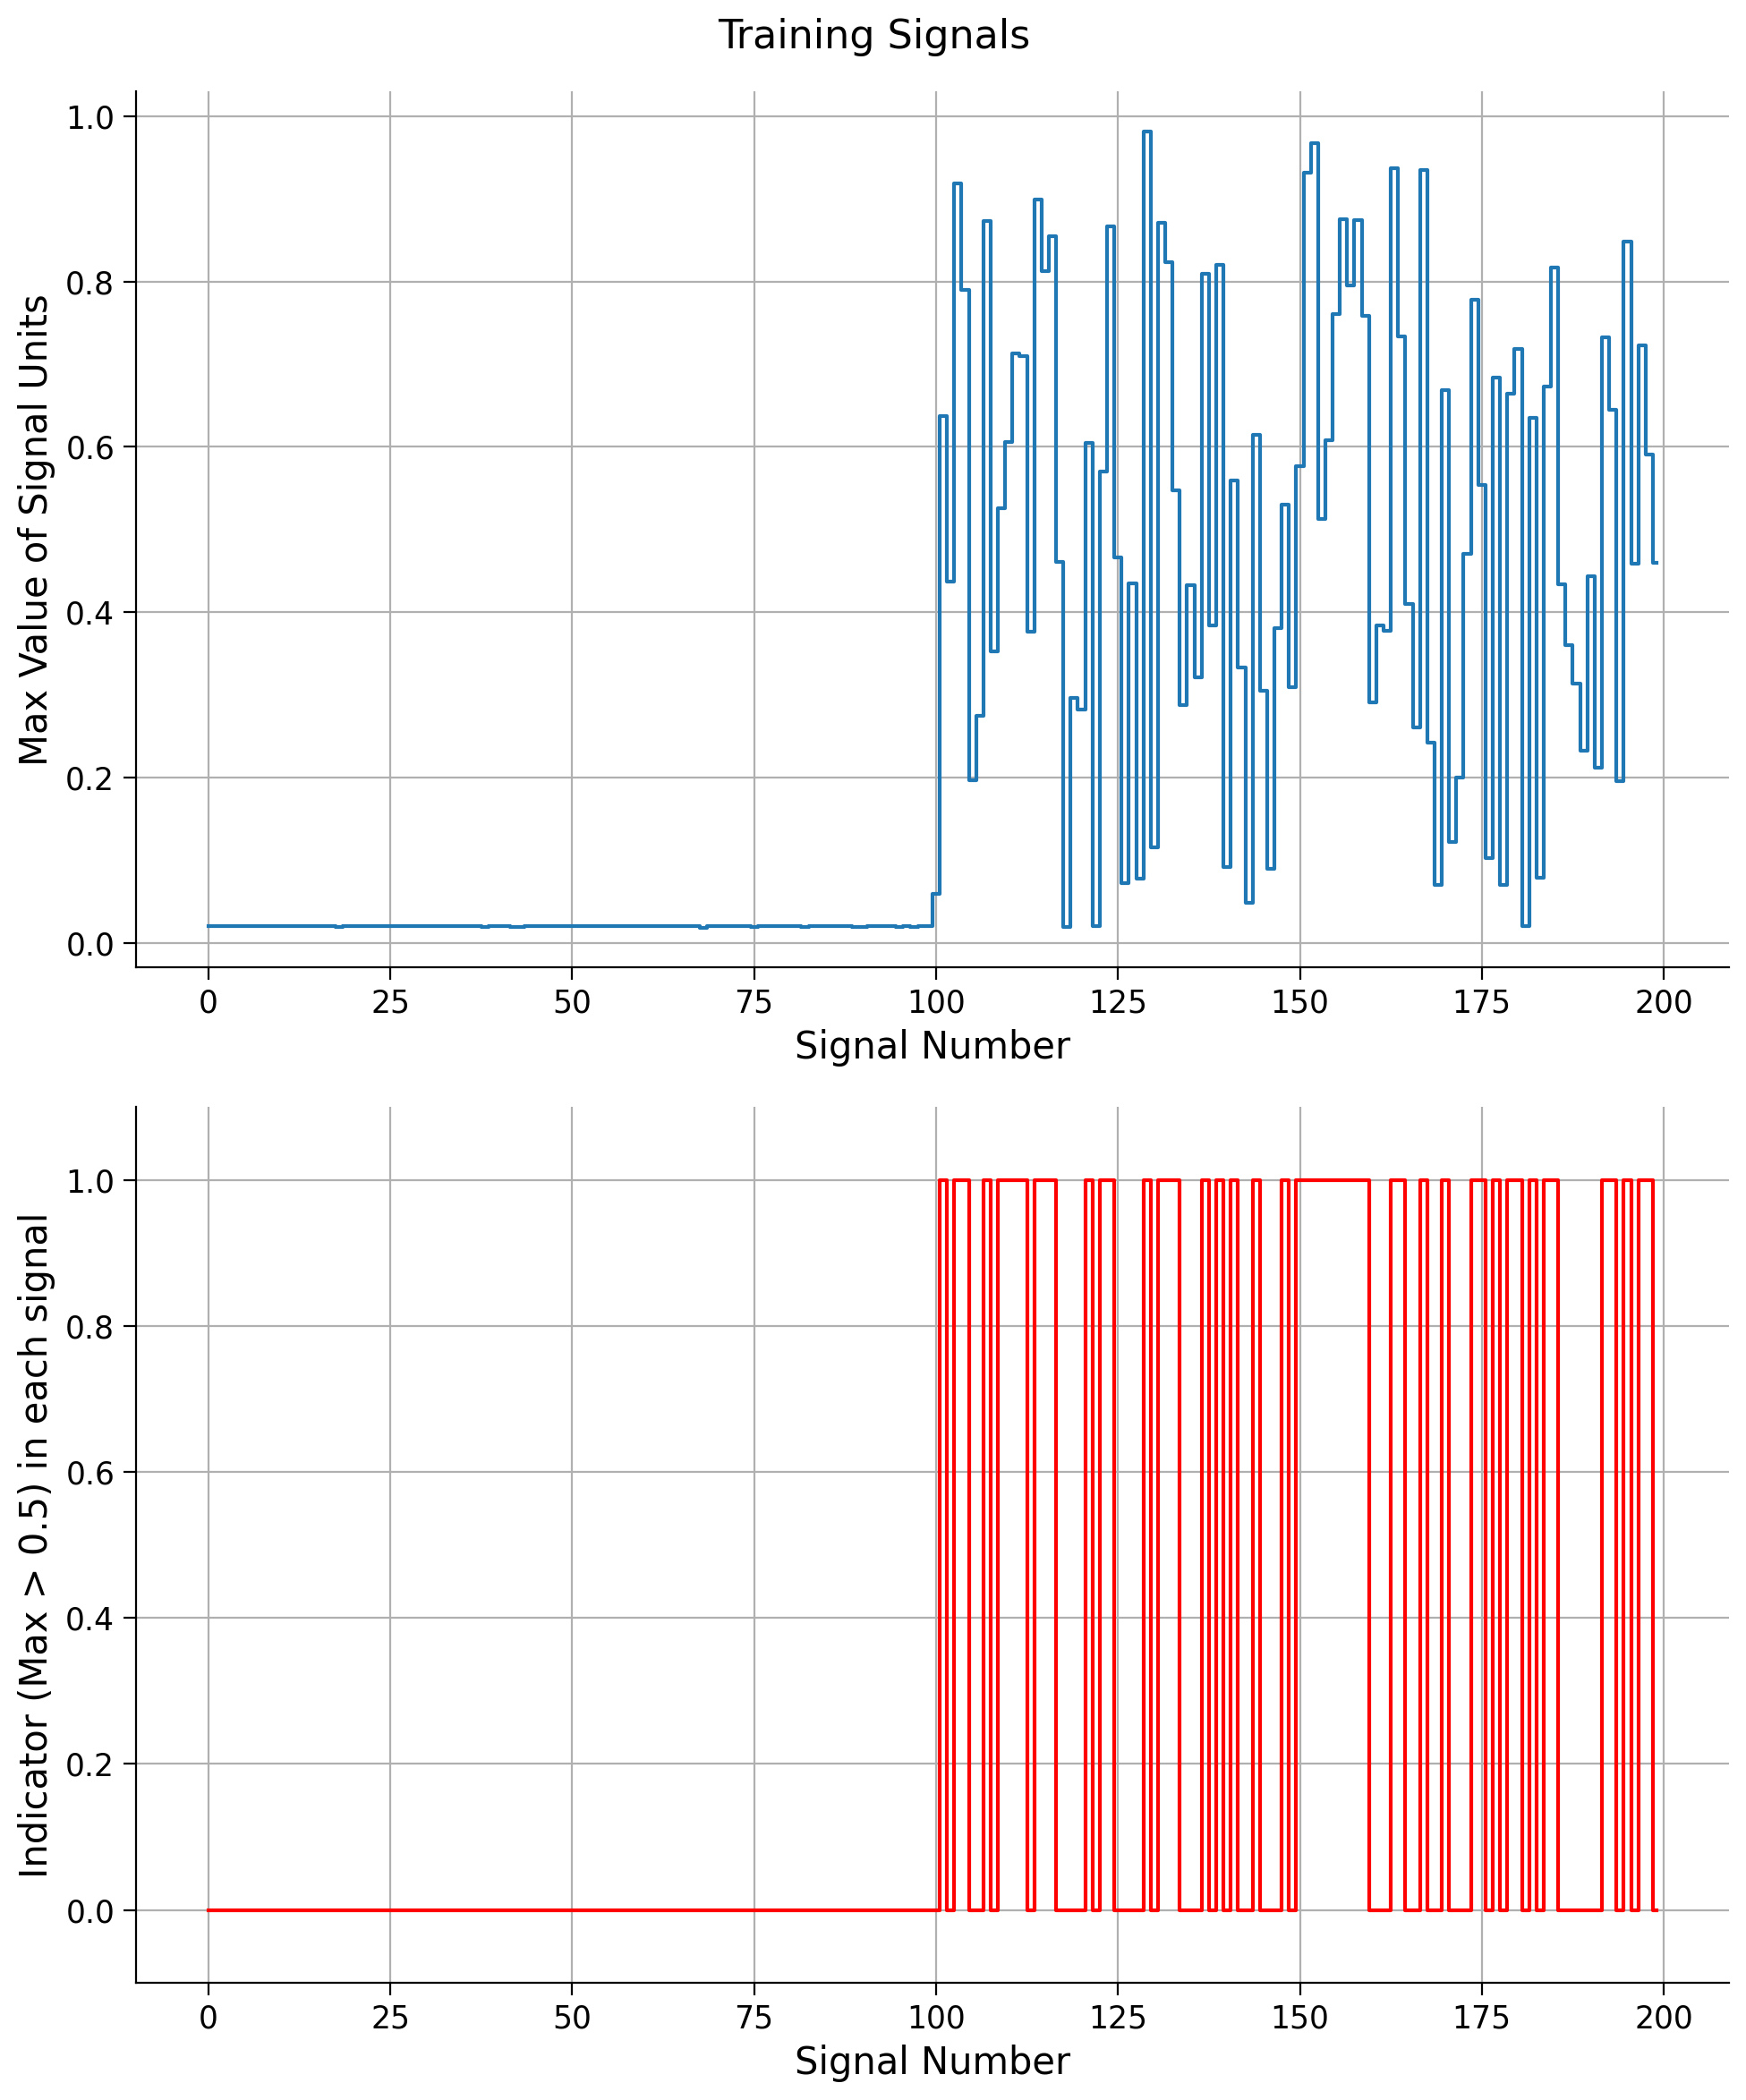 Training Signals
Max Value of Signal Units
1.0
0.8
0.6
0.4
0.2
0.0
0 25 50 75 100 125 150 175 200
Signal Number
Indicator (Max > 0.5) in each signal
1.0
0.8
0.6
0.4
0.2
0.0
0 25 50 75 100 125 150 175 200
Signal Number